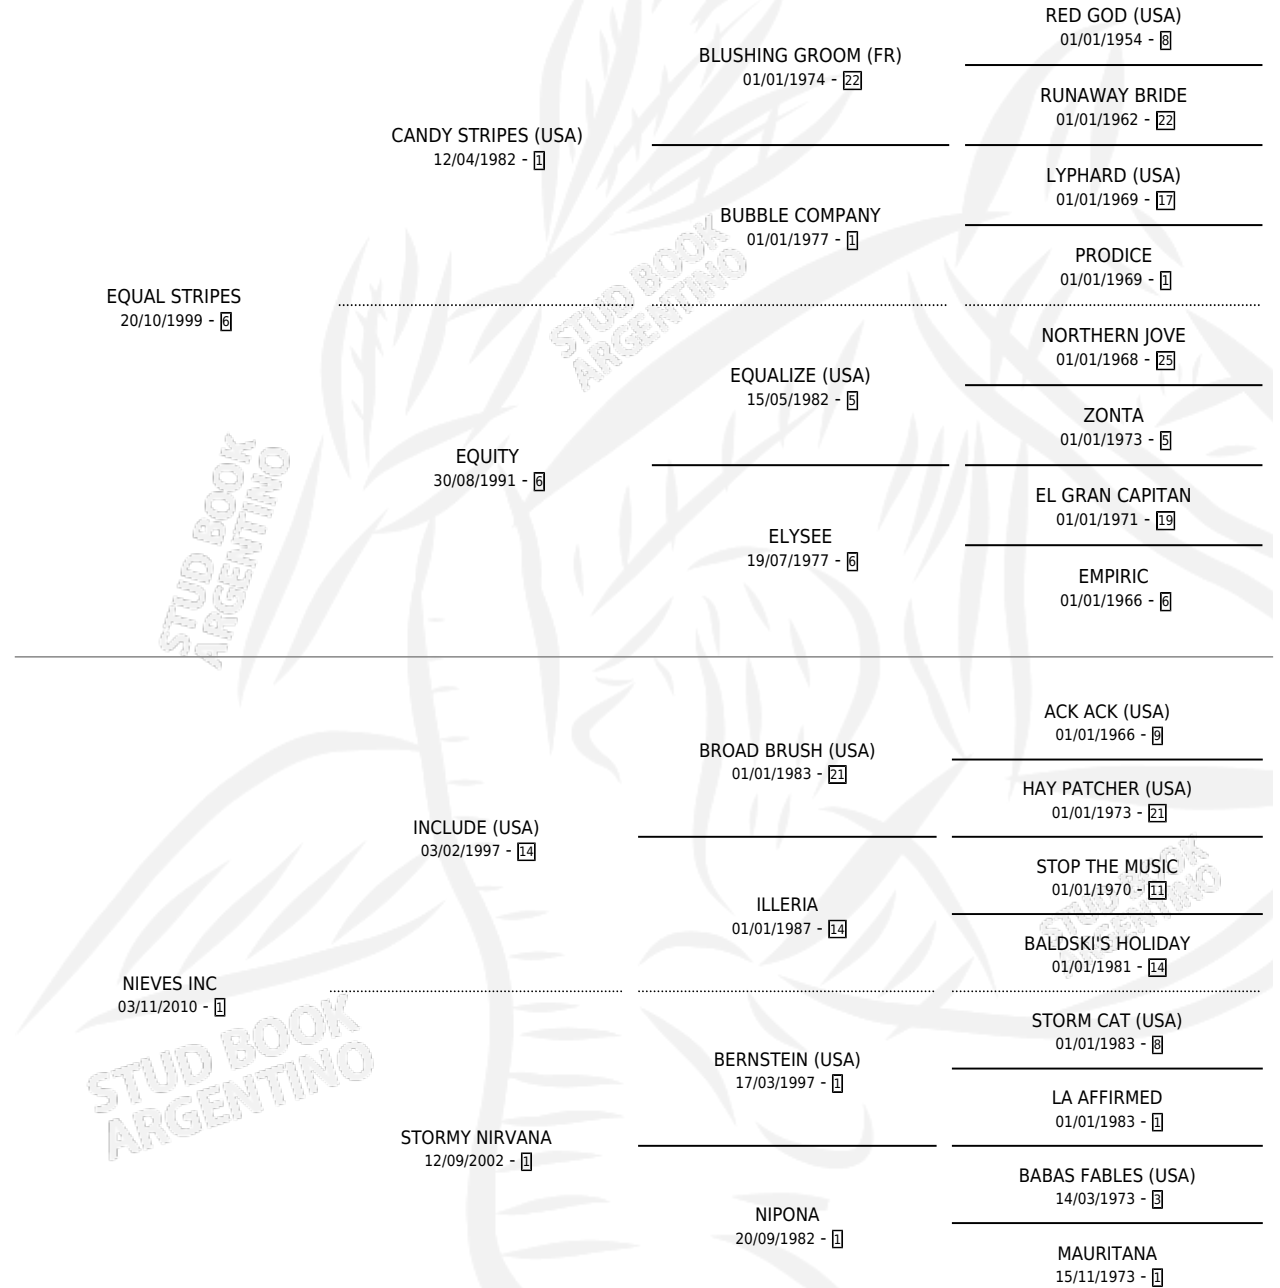 RED GOD (USA)
01/01/1954 - 8
BLUSHING GROOM (FR)
01/01/1974 - 22
RUNAWAY BRIDE
01/01/1962 - 22
CANDY STRIPES (USA)
12/04/1982 - 1
LYPHARD (USA)
01/01/1969 - 17
BUBBLE COMPANY
01/01/1977 - 1
PRODICE
01/01/1969 - 1
EQUAL STRIPES
20/10/1999 - 6
STUD BOOK
ARGENTINO
NORTHERN JOVE
01/01/1968 - 25
EQUALIZE (USA)
15/05/1982 - 5
ZONTA
01/01/1973 - 5
EQUITY
30/08/1991 - 6
EL GRAN CAPITAN
01/01/1971 - 19
ELYSEE
19/07/1977 - 6
EMPIRIC
01/01/1966 - 6
STUD BOOK
ARGENTINO
ACK ACK (USA)
01/01/1966 - 9
BROAD BRUSH (USA)
01/01/1983 - 21
HAY PATCHER (USA)
01/01/1973 - 21
INCLUDE (USA)
03/02/1997 - 14
STOP THE MUSIC
01/01/1970 - 11
ILLERIA
01/01/1987 - 14
STUD BOOK
ARGENTINO
BALDSKI'S HOLIDAY
01/01/1981 - 14
NIEVES INC
03/11/2010 - 1
STUD BOOK
ARGENTINO
STORM CAT (USA)
01/01/1983 - 8
BERNSTEIN (USA)
17/03/1997 - 1
LA AFFIRMED
01/01/1983 - 1
STORMY NIRVANA
12/09/2002 - 1
BABAS FABLES (USA)
14/03/1973 - 3
NIPONA
20/09/1982 - 1
MAURITANA
15/11/1973 - 1